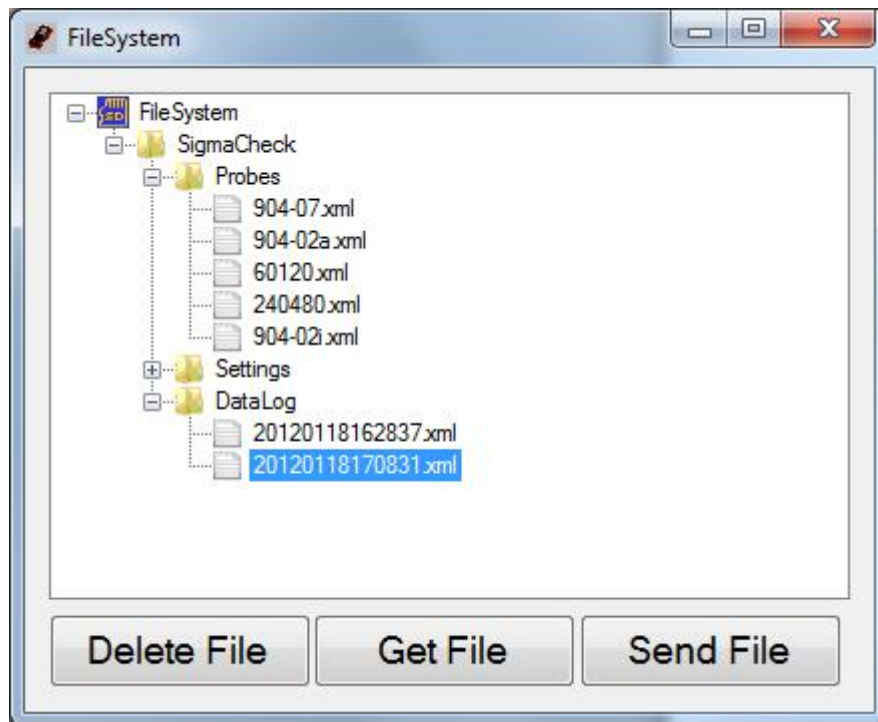 FileSystem
FileSystem
SigmaCheck
Probes
904-07.xml
904-02a.xml
60120.xml
240480.xml
904-02i.xml
Settings
DataLog
20120118162837.xml
20120118170831.xml
Delete File Get File Send File